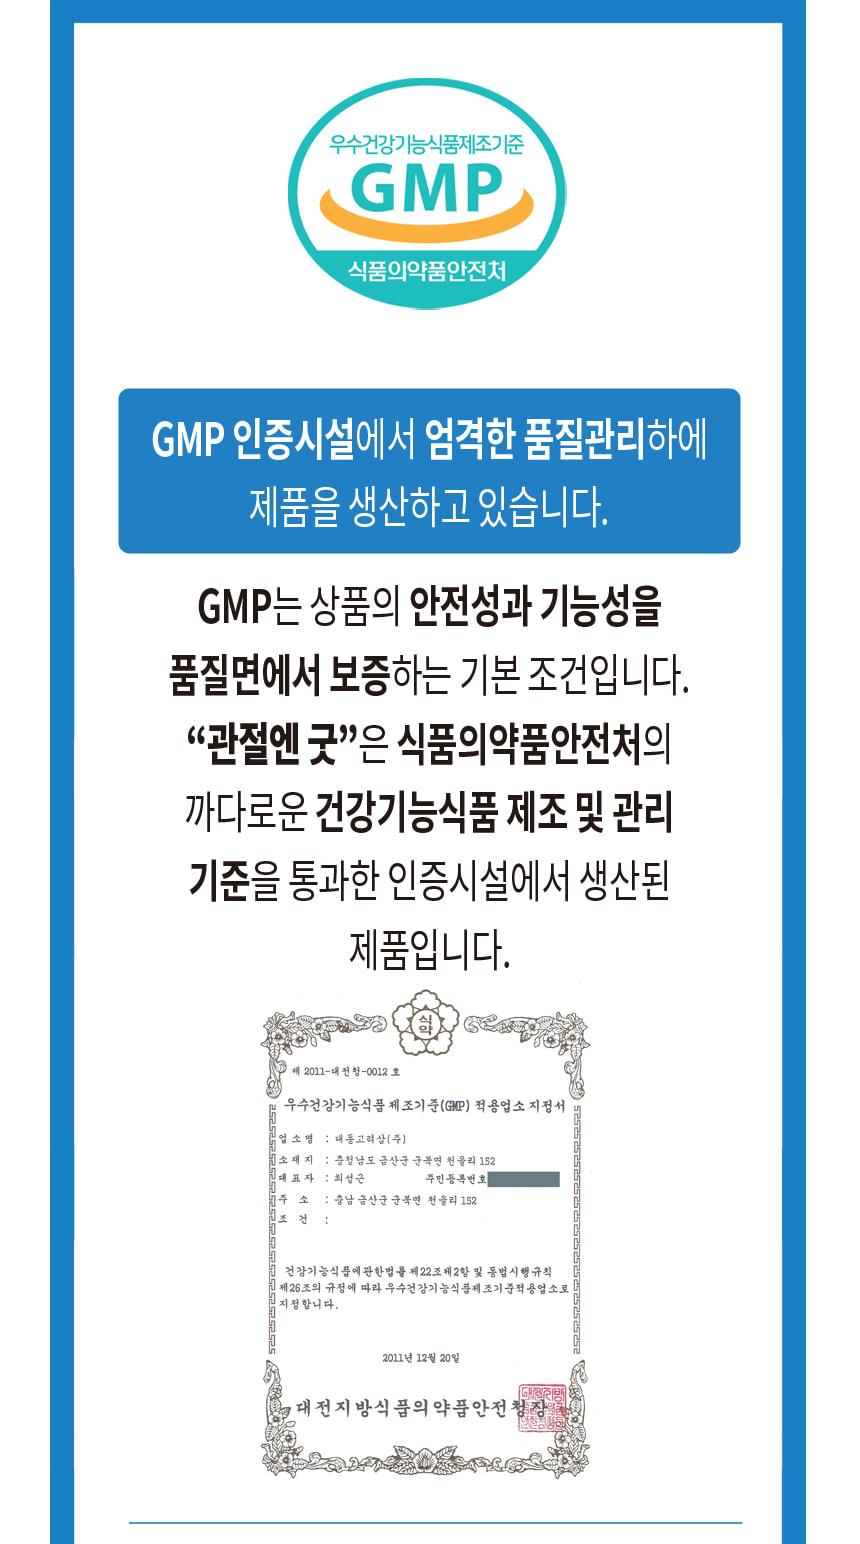 우수건강기능식품제조기준
GMP
식품의약품안전처
GMP 인증시설에서 엄격한 품질관리하에
제품을 생산하고 있습니다.
GMP는 상품의 안전성과 기능성을
품질면에서 보증하는 기본 조건입니다.
“관절엔 굿”은 식품의약품안전처의
까다로운 건강기능식품 제조 및 관리
기준을 통과한 인증시설에서 생산된
제품입니다.
식약
제 2011-대전청-0012 호
우수건강기능식품제조기준(GMP) 적용업소 지정서
업 소 명 : 대동고려삼(주)
소 재 지 : 충청남도 금산군 군북면 천을리 152
대 표 자 : 최성근 주민등록번호
주 소 : 충남 금산군 군북면 천을리 152
조 건 :
건강기능식품에관한법률 제22조제2항 및 동법시행규칙
제26조의 규정에 따라 우수건강기능식품제조기준적용업소로
지정합니다.
2011년 12월 20일
대전지방식품의약품안전청장